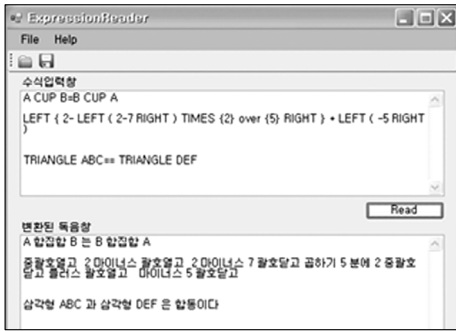 ExpressionReader
File Help
수식입력창
A CUP B=B CUP A
LEFT { 2- LEFT ( 2-7 RIGHT ) TIMES {2} over {5} RIGHT } + LEFT ( -5 RIGHT
)
TRIANGLE ABC== TRIANGLE DEF
Read
변환된 독음창
A 합집합 B 는 B 합집합 A
중괄호열고 2 마이너스 괄호열고 2 마이너스 7 괄호닫고 곱하기 5 분에 2 중괄호
닫고 플러스 괄호열고 마이너스 5 괄호닫고
삼각형 ABC 과 삼각형 DEF 은 합동이다